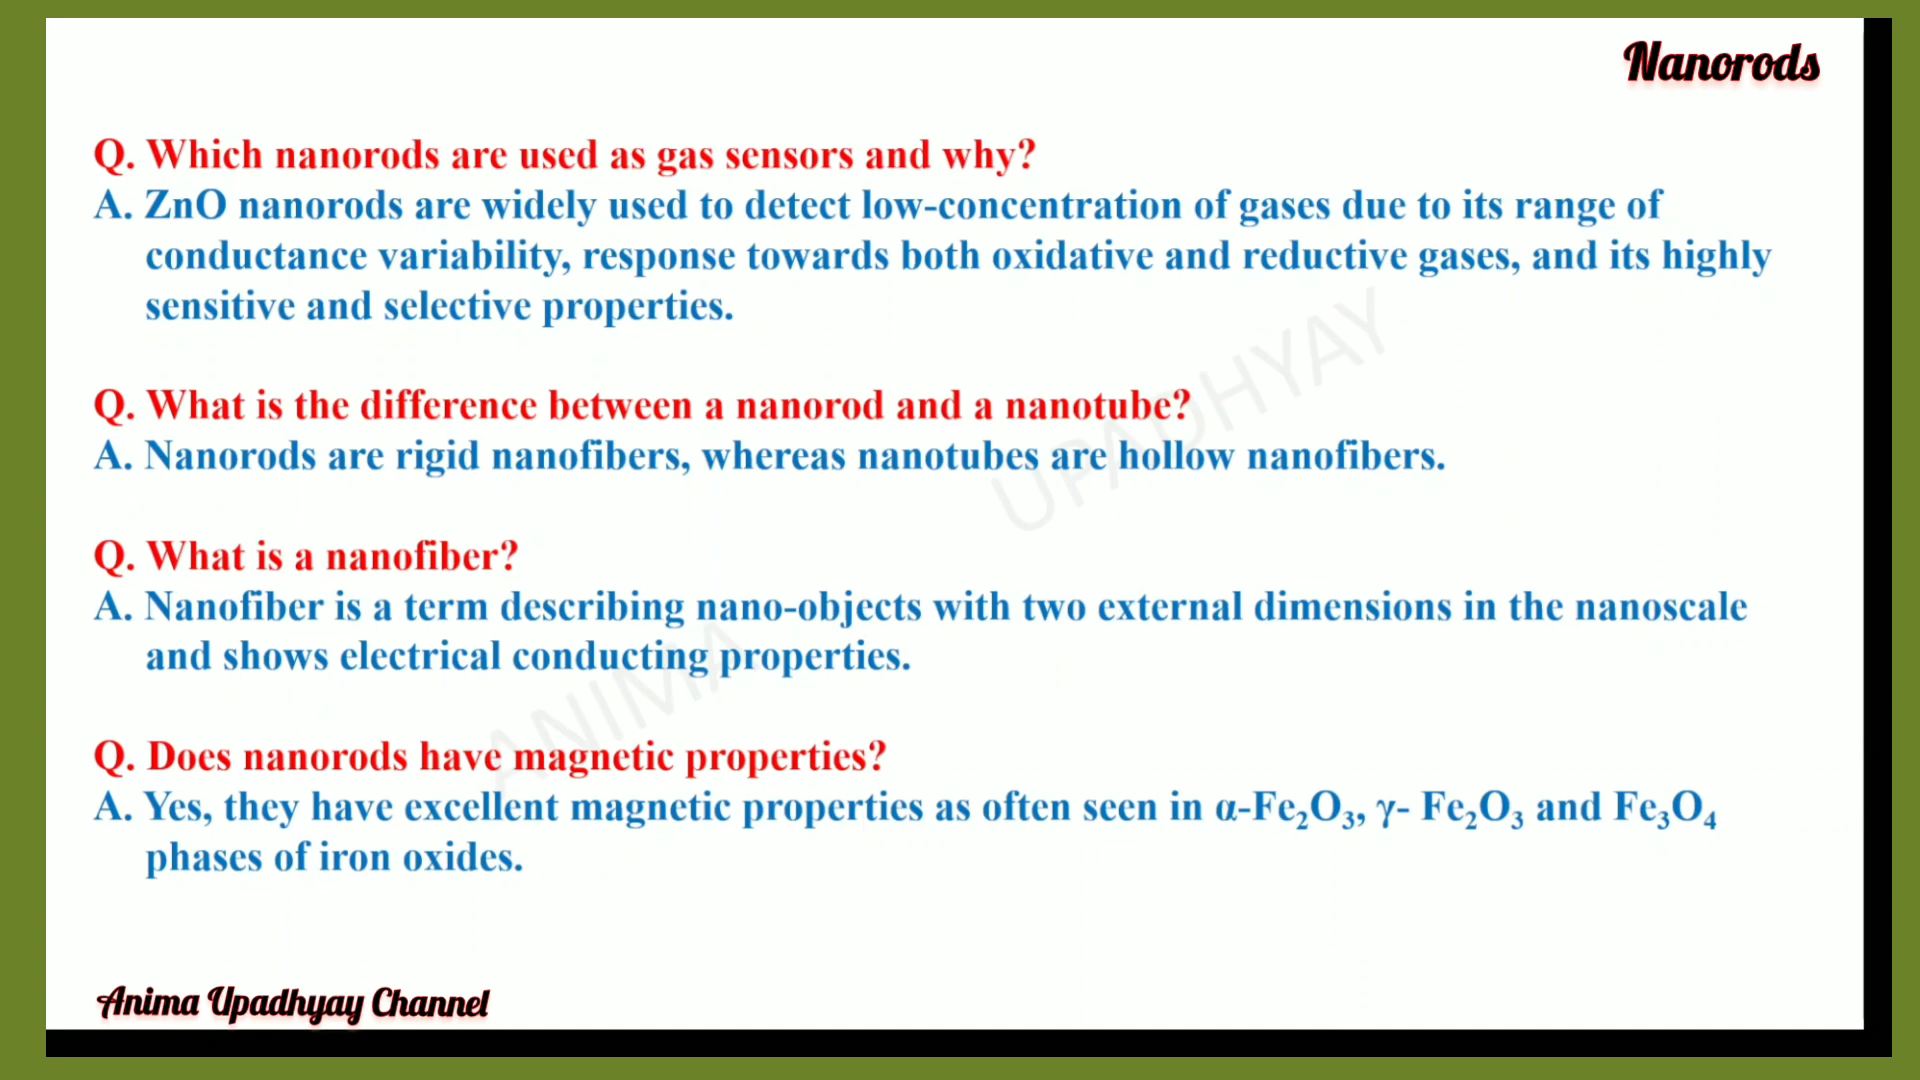 Nanorods
Q. Which nanorods are used as gas sensors and why?
A. ZnO nanorods are widely used to detect low-concentration of gases due to its range of
conductance variability, response towards both oxidative and reductive gases, and its highly
sensitive and selective properties.
Q. What is the difference between a nanorod and a nanotube?
A. Nanorods are rigid nanofibers, whereas nanotubes are hollow nanofibers.
Q. What is a nanofiber?
A. Nanofiber is a term describing nano-objects with two external dimensions in the nanoscale
and shows electrical conducting properties.
Q. Does nanorods have magnetic properties?
A. Yes, they have excellent magnetic properties as often seen in α-Fe₂O₃, γ- Fe₂O₃ and Fe₃O₄
phases of iron oxides.
ANIMA UPADHYAY
Anima Upadhyay Channel